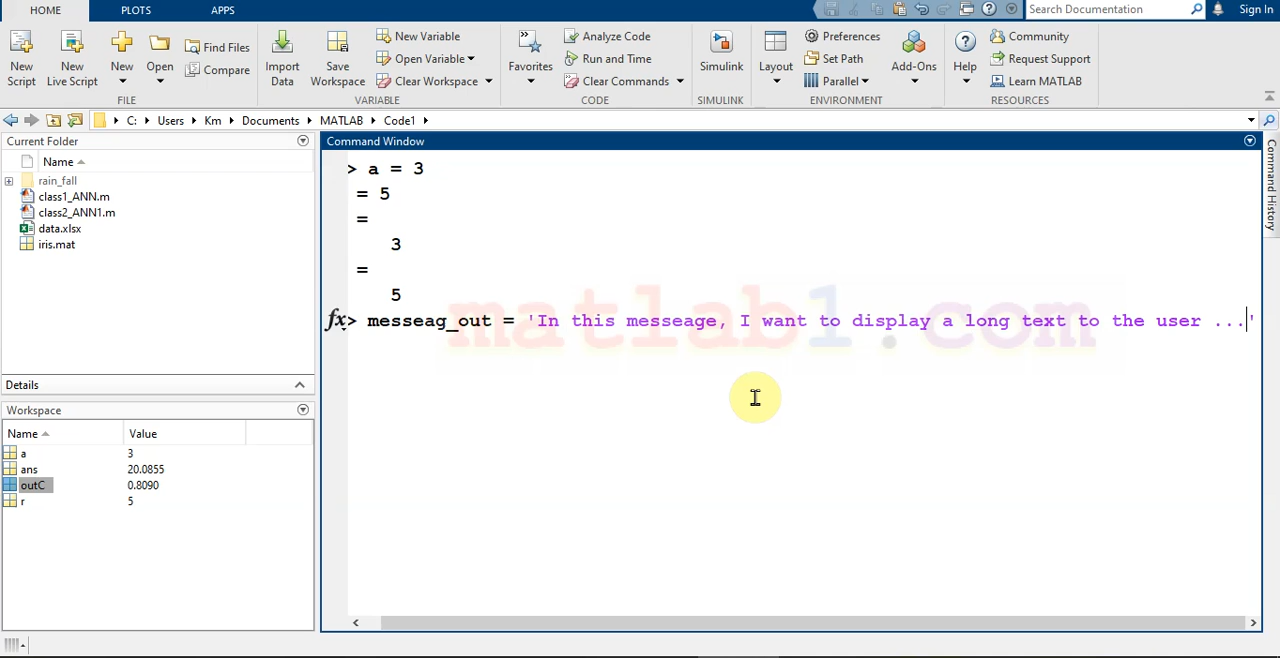 HOME PLOTS APPS Search Documentation Sign In
New Script
New Live Script
New
Open
Find Files
Compare
FILE
Import Data
Save Workspace
New Variable
Open Variable
Clear Workspace
VARIABLE
Favorites
Analyze Code
Run and Time
Clear Commands
CODE
Simulink
SIMULINK
Layout
Preferences
Set Path
Parallel
Add-Ons
ENVIRONMENT
Help
Community
Request Support
Learn MATLAB
RESOURCES
C: Users Km Documents MATLAB Code1
Current Folder
Name
rain_fall
class1_ANN.m
class2_ANN1.m
data.xlsx
iris.mat
Details
Workspace
Name Value
a 3
ans 20.0855
outC 0.8090
r 5
Command Window
> a = 3
= 5
=
3
=
5
fx> messeag_out = 'In this messeage, I want to display a long text to the user ...'
matlab1.com
Command History